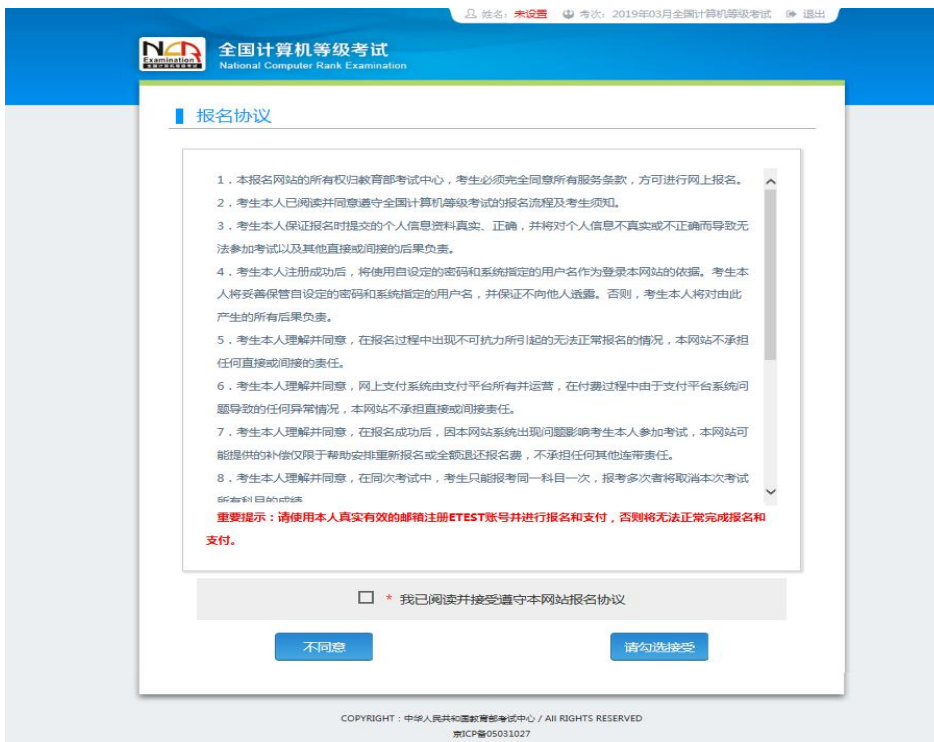 姓名：未设置 考次：2019年03月全国计算机等级考试 退出
NCR
Examination
全国计算机等级考试
National Computer Rank Examination
报名协议
1．本报名网站的所有权归教育部考试中心，考生必须完全同意所有服务条款，方可进行网上报名。
2．考生本人已阅读并同意遵守全国计算机等级考试的报名流程及考生须知。
3．考生本人保证报名时提交的个人信息资料真实、正确，并将对个人信息不真实或不正确而导致无
法参加考试以及其他直接或间接的后果负责。
4．考生本人注册成功后，将使用自设定的密码和系统指定的用户名作为登录本网站的依据。考生本
人将妥善保管自设定的密码和系统指定的用户名，并保证不向他人透露。否则，考生本人将对由此
产生的所有后果负责。
5．考生本人理解并同意，在报名过程中出现不可抗力所引起的无法正常报名的情况，本网站不承担
任何直接或间接的责任。
6．考生本人理解并同意，网上支付系统由支付平台所有并运营，在付费过程中由于支付平台系统问
题导致的任何异常情况，本网站不承担直接或间接责任。
7．考生本人理解并同意，在报名成功后，因本网站系统出现问题影响考生本人参加考试，本网站可
能提供的补偿仅限于帮助安排重新报名或全额退还报名费，不承担任何其他连带责任。
8．考生本人理解并同意，在同次考试中，考生只能报考同一科目一次，报考多次者将取消本次考试
所有科目的成绩
重要提示：请使用本人真实有效的邮箱注册ETEST账号并进行报名和支付，否则将无法正常完成报名和
支付。
* 我已阅读并接受遵守本网站报名协议
不同意 请勾选接受
COPYRIGHT：中华人民共和国教育部考试中心 / All RIGHTS RESERVED
京ICP备05031027